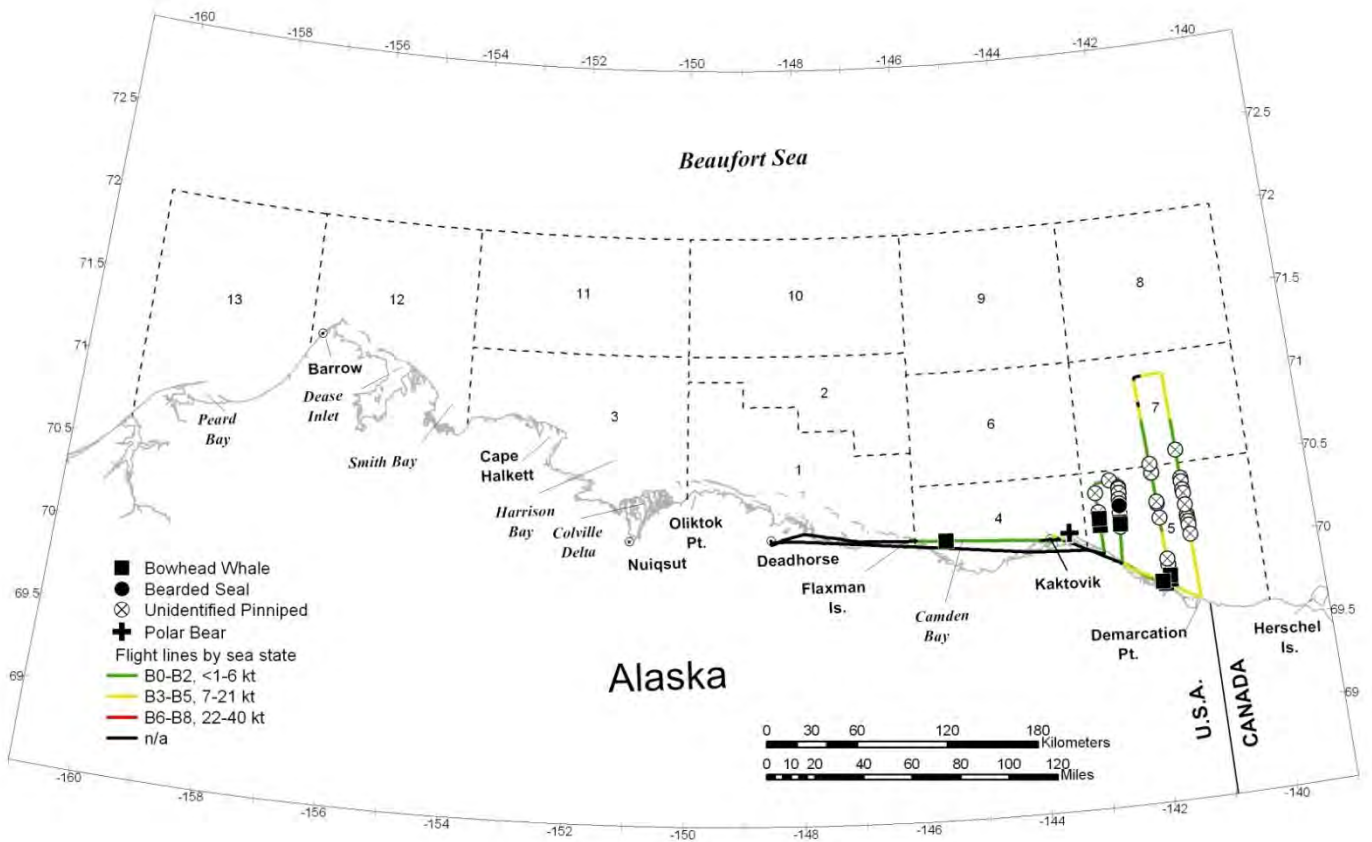 -160
-158
-156
-154
-152
-150
-148
-146
-144
-142
-140
72.5
72.5
Beaufort Sea
72
72
71.5
71.5
13
12
11
10
9
8
71
71
Barrow
Dease
Inlet
Peard
Bay
Smith Bay
3
2
6
7
70.5
70.5
Cape
Halkett
1
Harrison
Bay
Colville
Delta
Oliktok
Pt.
4
5
70
70
Nuiqsut
Deadhorse
Flaxman
Is.
Camden
Bay
Kaktovik
Demarcation
Pt.
Herschel
Is.
69.5
69.5
Bowhead Whale
Bearded Seal
Unidentified Pinniped
Polar Bear
Flight lines by sea state
B0-B2, <1-6 kt
B3-B5, 7-21 kt
B6-B8, 22-40 kt
n/a
69
69
Alaska
U.S.A.
CANADA
0 30 60 120 180
Kilometers
0 10 20 40 60 80 100 120
Miles
-160
-158
-156
-154
-152
-150
-148
-146
-144
-142
-140